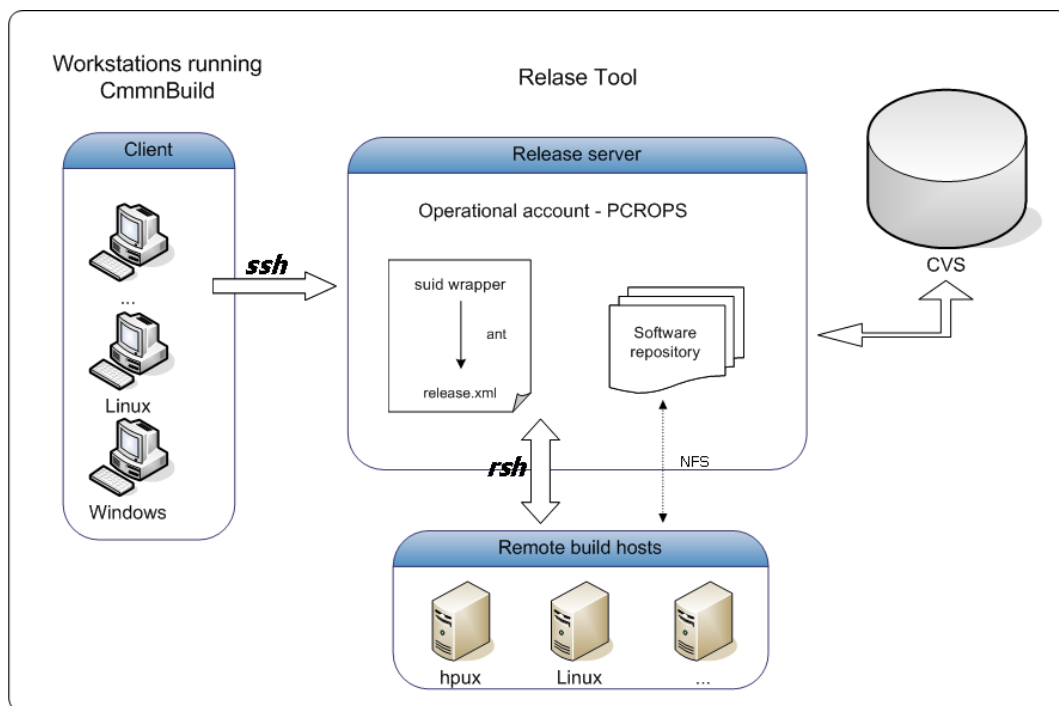 Workstations running
CmmnBuild
Relase Tool
Client
...
Linux
Windows
ssh
Release server
Operational account - PCROPS
suid wrapper
ant
release.xml
Software
repository
CVS
rsh
NFS
Remote build hosts
hpux
Linux
...